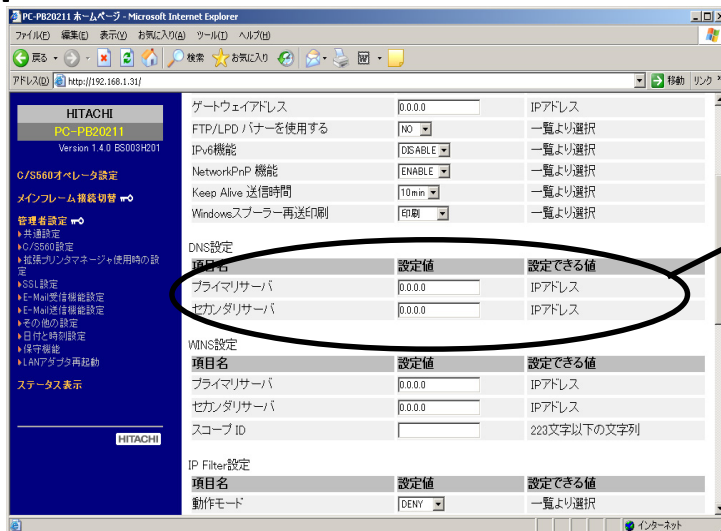 PC-PB20211 ホームページ - Microsoft Internet Explorer
ファイル(F) 編集(E) 表示(V) お気に入り(A) ツール(T) ヘルプ(H)
戻る 検索 お気に入り
アドレス(D) http://192.168.1.31/ 移動 リンク »
HITACHI
PC-PB20211
Version 1.4.0 BS003H201
C/S560オペレータ設定
メインフレーム接続切替
管理者設定
共通設定
C/S560設定
拡張プリンタマネージャ使用時の設
定
SSL設定
E-Mail受信機能設定
E-Mail送信機能設定
その他の設定
日付と時刻設定
保守機能
LANアダプタ再起動
ステータス表示
HITACHI
ゲートウェイアドレス 0.0.0.0 IPアドレス
FTP/LPD バナーを使用する NO 一覧より選択
IPv6機能 DISABLE 一覧より選択
NetworkPnP 機能 ENABLE 一覧より選択
Keep Alive 送信時間 10min 一覧より選択
Windowsスプーラー再送印刷 印刷 一覧より選択
DNS設定
項目名 設定値 設定できる値
プライマリサーバ 0.0.0.0 IPアドレス
セカンダリサーバ 0.0.0.0 IPアドレス
WINS設定
項目名 設定値 設定できる値
プライマリサーバ 0.0.0.0 IPアドレス
セカンダリサーバ 0.0.0.0 IPアドレス
スコープ ID 223文字以下の文字列
IP Filter設定
項目名 設定値 設定できる値
動作モード DENY 一覧より選択
インターネット